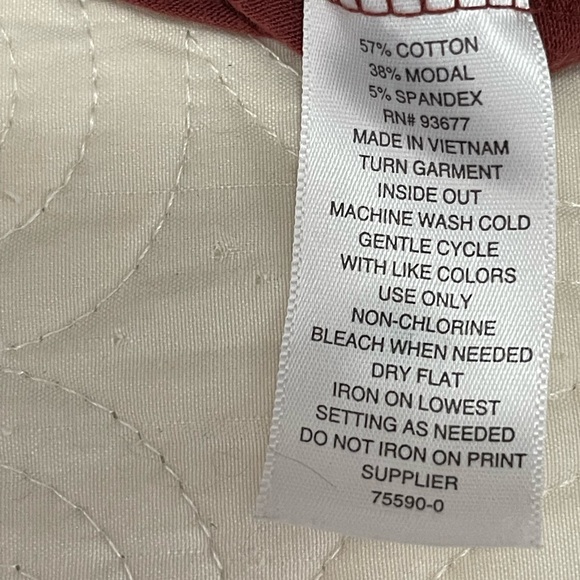 57% COTTON
38% MODAL
5% SPANDEX
RN# 93677
MADE IN VIETNAM
TURN GARMENT
INSIDE OUT
MACHINE WASH COLD
GENTLE CYCLE
WITH LIKE COLORS
USE ONLY
NON-CHLORINE
BLEACH WHEN NEEDED
DRY FLAT
IRON ON LOWEST
SETTING AS NEEDED
DO NOT IRON ON PRINT
SUPPLIER
75590-0